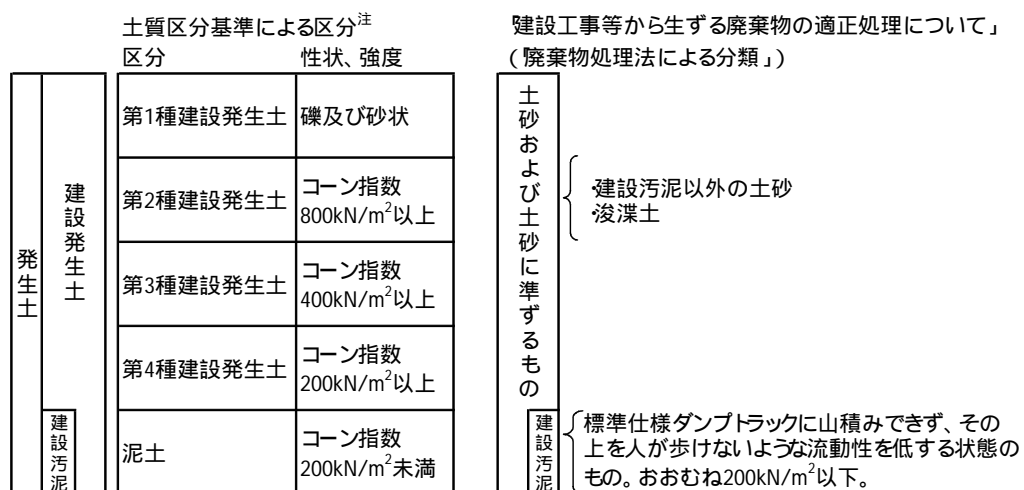 土質区分基準による区分注
区分 性状、強度
「建設工事等から生ずる廃棄物の適正処理について」
(「廃棄物処理法による分類」)
発生土
建設発生土
第1種建設発生土 礫及び砂状
第2種建設発生土 コーン指数
800kN/m²以上
第3種建設発生土 コーン指数
400kN/m²以上
第4種建設発生土 コーン指数
200kN/m²以上
建設汚泥
泥土 コーン指数
200kN/m²未満
土砂および土砂に準ずるもの
・建設汚泥以外の土砂
・浚渫土
建設汚泥
標準仕様ダンプトラックに山積みできず、その
上を人が歩けないような流動性を低する状態の
もの。おおむね200kN/m²以下。